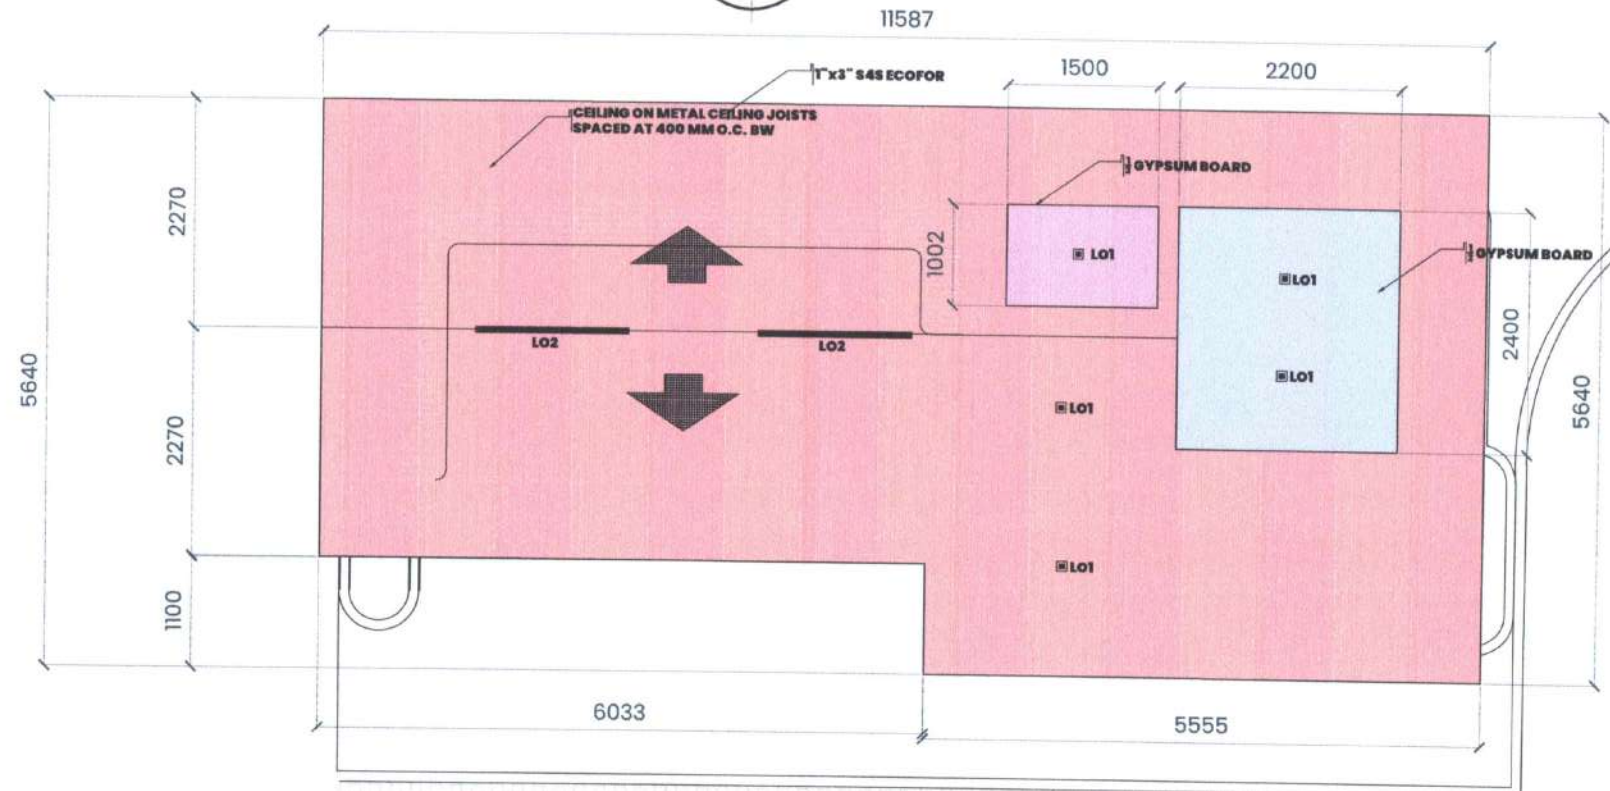 11587
1500
2200
1"x3" S4S ECOFOR
CEILING ON METAL CEILING JOISTS
SPACED AT 400 MM O.C. BW
GYPSUM BOARD
2270
1002
LO1
GYPSUM BOARD
LO1
2400
LO2
LO2
5640
LO1
5640
LO1
2270
LO1
1100
6033
5555